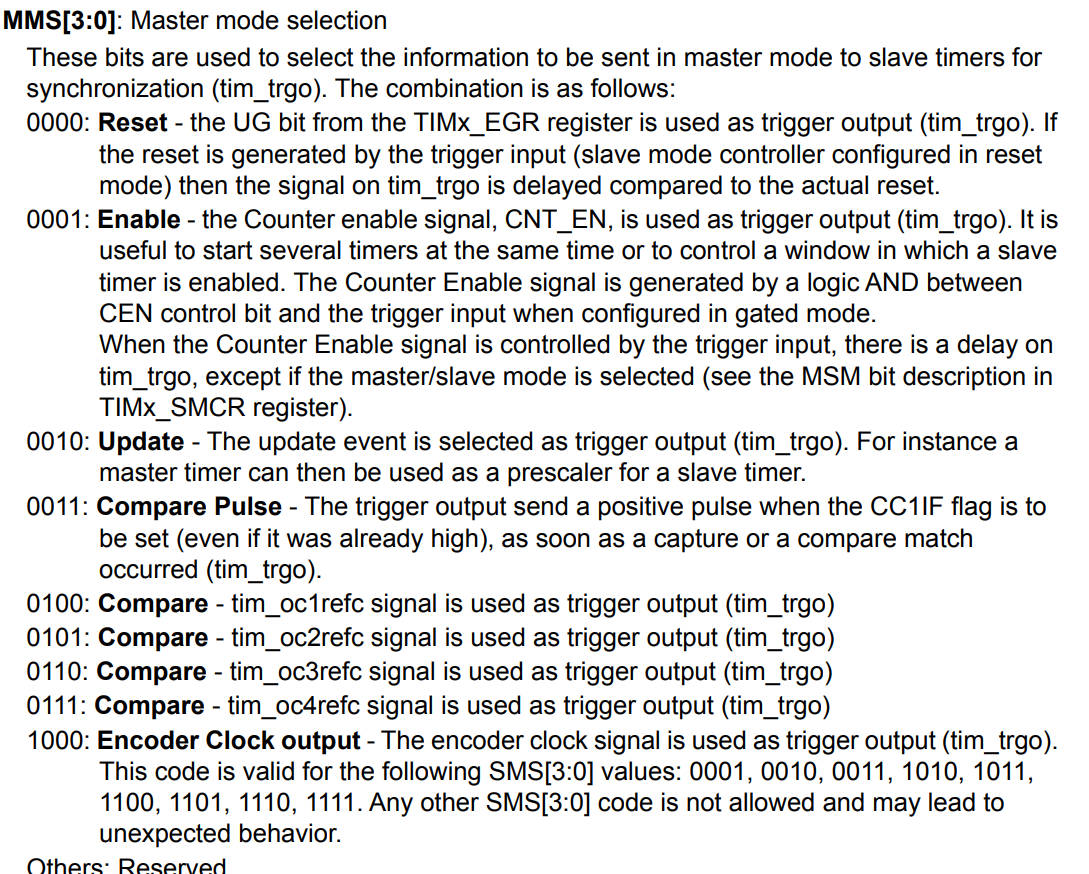 MMS[3:0]: Master mode selection
These bits are used to select the information to be sent in master mode to slave timers for
synchronization (tim_trgo). The combination is as follows:
0000: Reset - the UG bit from the TIMx_EGR register is used as trigger output (tim_trgo). If
the reset is generated by the trigger input (slave mode controller configured in reset
mode) then the signal on tim_trgo is delayed compared to the actual reset.
0001: Enable - the Counter enable signal, CNT_EN, is used as trigger output (tim_trgo). It is
useful to start several timers at the same time or to control a window in which a slave
timer is enabled. The Counter Enable signal is generated by a logic AND between
CEN control bit and the trigger input when configured in gated mode.
When the Counter Enable signal is controlled by the trigger input, there is a delay on
tim_trgo, except if the master/slave mode is selected (see the MSM bit description in
TIMx_SMCR register).
0010: Update - The update event is selected as trigger output (tim_trgo). For instance a
master timer can then be used as a prescaler for a slave timer.
0011: Compare Pulse - The trigger output send a positive pulse when the CC1IF flag is to
be set (even if it was already high), as soon as a capture or a compare match
occurred (tim_trgo).
0100: Compare - tim_oc1refc signal is used as trigger output (tim_trgo)
0101: Compare - tim_oc2refc signal is used as trigger output (tim_trgo)
0110: Compare - tim_oc3refc signal is used as trigger output (tim_trgo)
0111: Compare - tim_oc4refc signal is used as trigger output (tim_trgo)
1000: Encoder Clock output - The encoder clock signal is used as trigger output (tim_trgo).
This code is valid for the following SMS[3:0] values: 0001, 0010, 0011, 1010, 1011,
1100, 1101, 1110, 1111. Any other SMS[3:0] code is not allowed and may lead to
unexpected behavior.
Others: Reserved